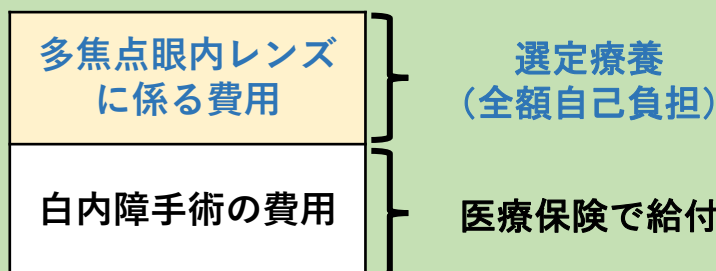 多焦点眼内レンズ
に係る費用
選定療養
（全額自己負担）
白内障手術の費用
医療保険で給付